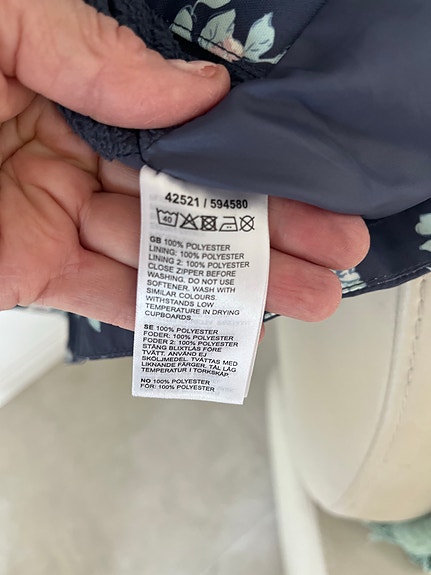 42521 / 594580
40
GB 100% POLYESTER
LINING: 100% POLYESTER
LINING 2: 100% POLYESTER
CLOSE ZIPPER BEFORE
WASHING. DO NOT USE
SOFTENER. WASH WITH
SIMILAR COLOURS.
WITHSTANDS LOW
TEMPERATURE IN DRYING
CUPBOARDS.
SE 100% POLYESTER
FODER: 100% POLYESTER
FODER 2: 100% POLYESTER
STÄNG BLIXTLÅS FÖRE
TVÄTT. ANVÄND EJ
SKÖLJMEDEL. TVÄTTAS MED
LIKNANDE FÄRGER. TÅL LÅG
TEMPERATUR I TORKSKÅP.
NO 100% POLYESTER
FÔR: 100% POLYESTER